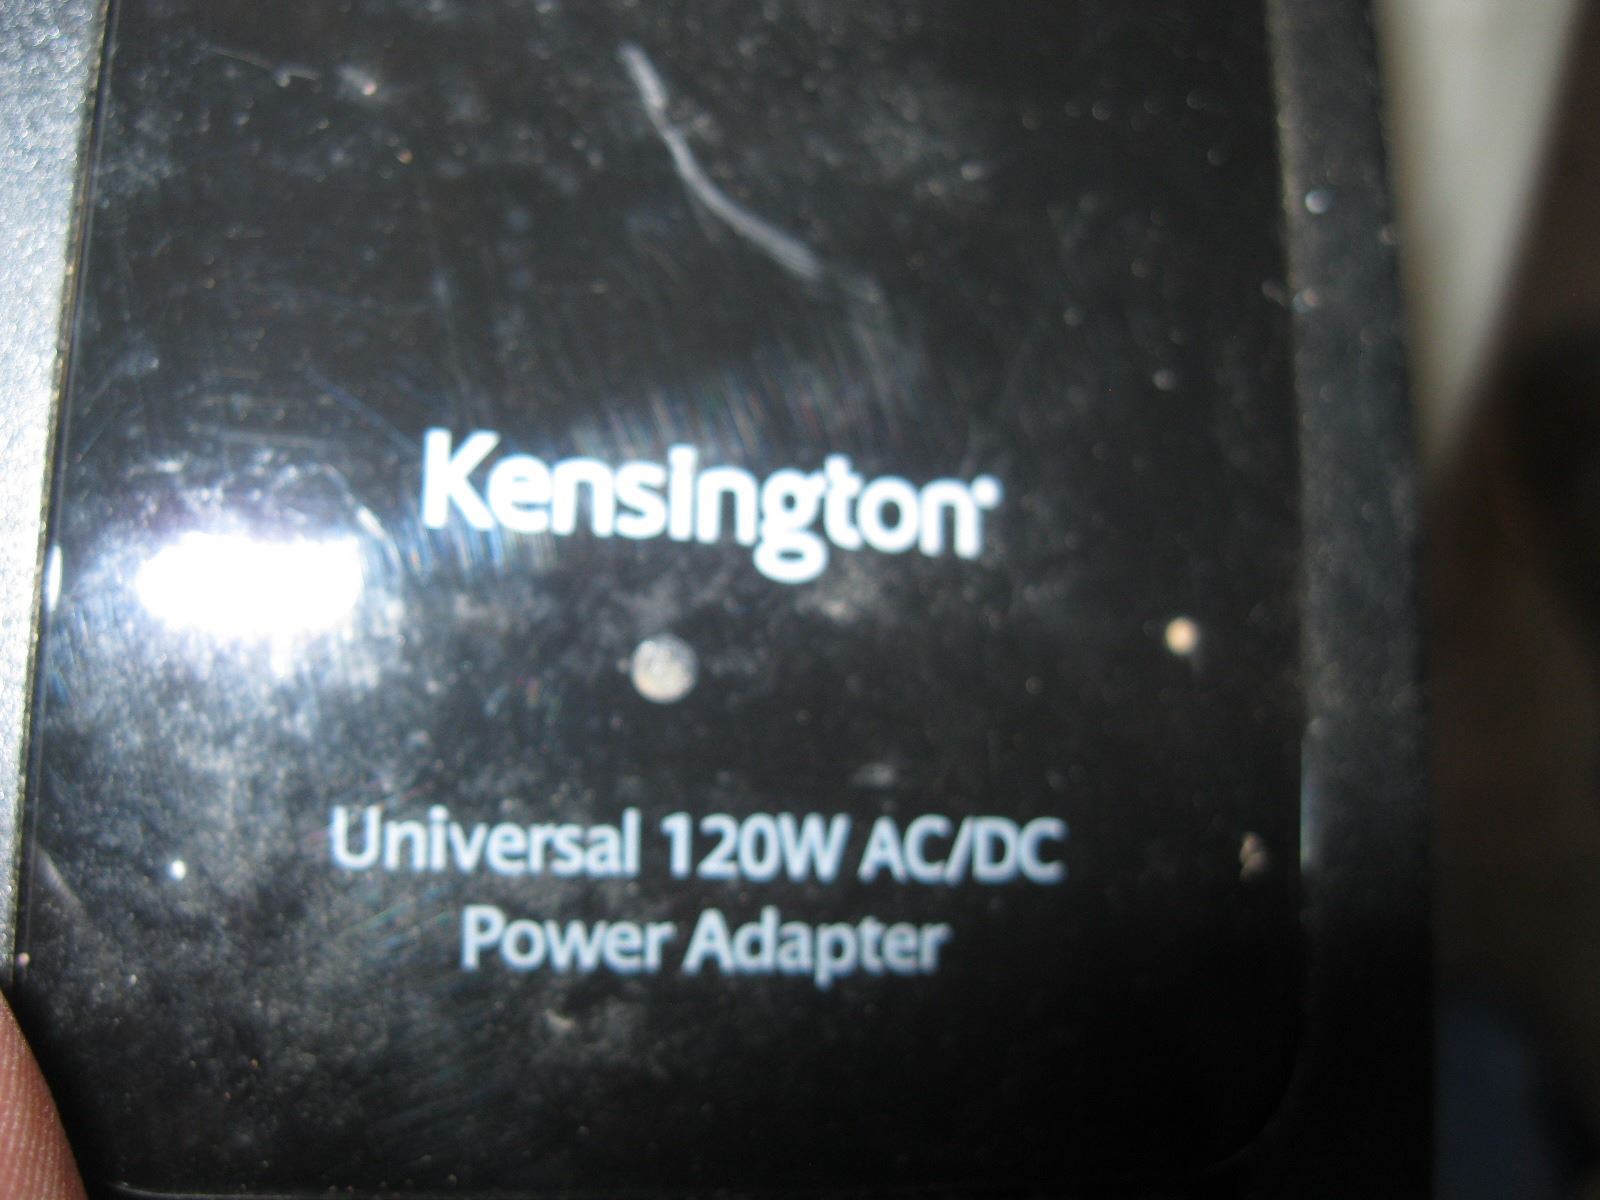 Kensington
Universal 120W AC/DC
Power Adapter